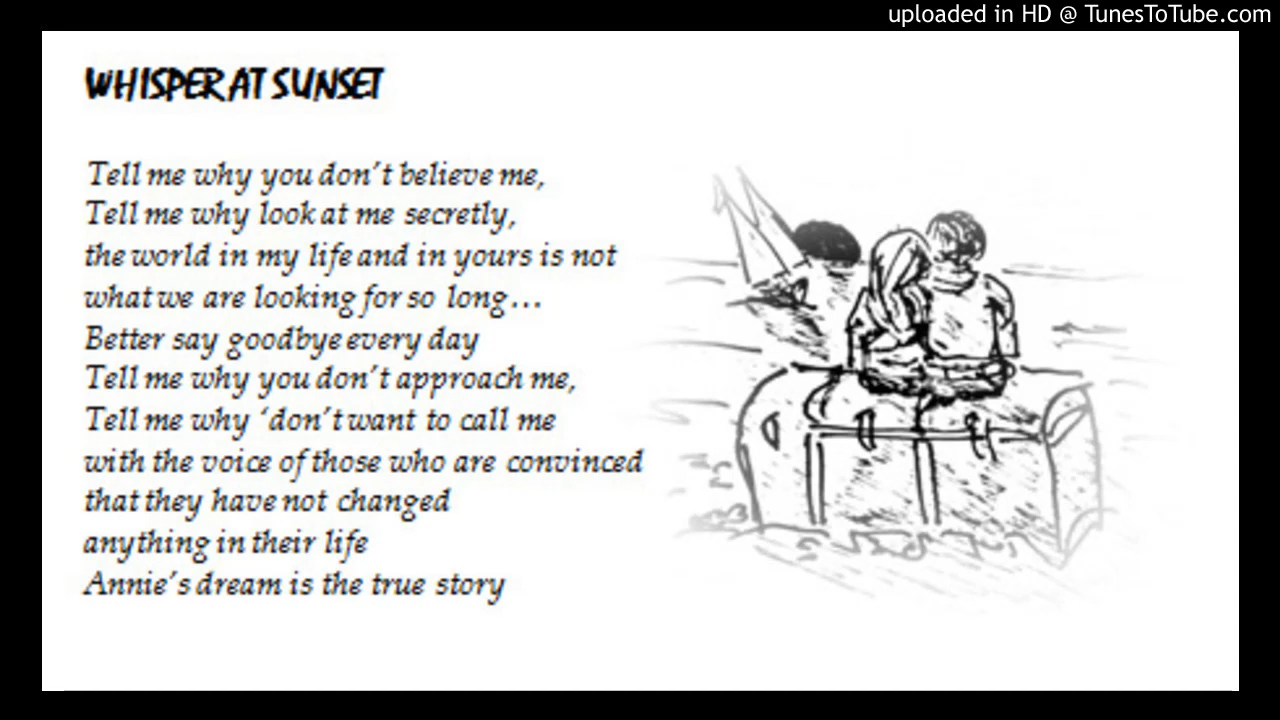 uploaded in HD @ TunesToTube.com
WHISPER AT SUNSET
Tell me why you don't believe me,
Tell me why look at me secretly,
the world in my life and in yours is not
what we are looking for so long...
Better say goodbye every day
Tell me why you don't approach me,
Tell me why 'don't want to call me
with the voice of those who are convinced
that they have not changed
anything in their life
Annie's dream is the true story